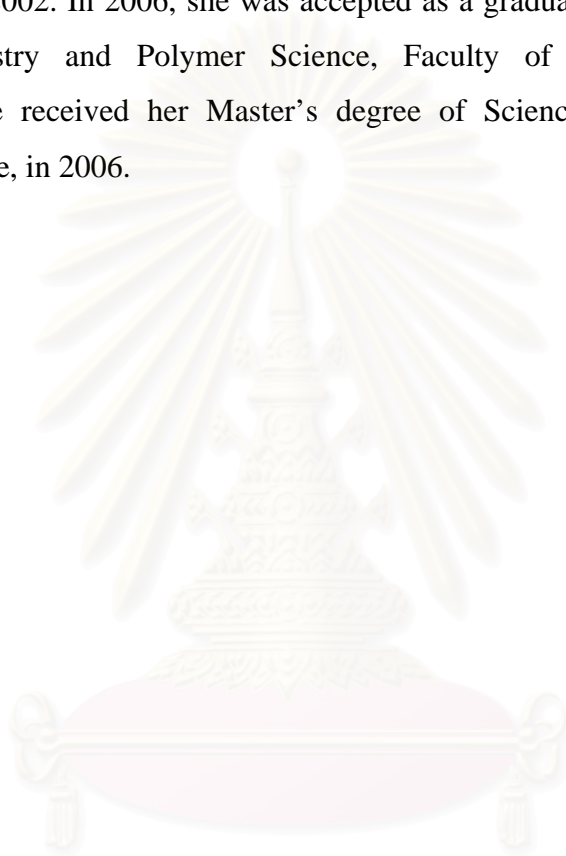 2002. In 2006, she was accepted as a gradua
stry and Polymer Science, Faculty of
e received her Master’s degree of Scienc
e, in 2006.